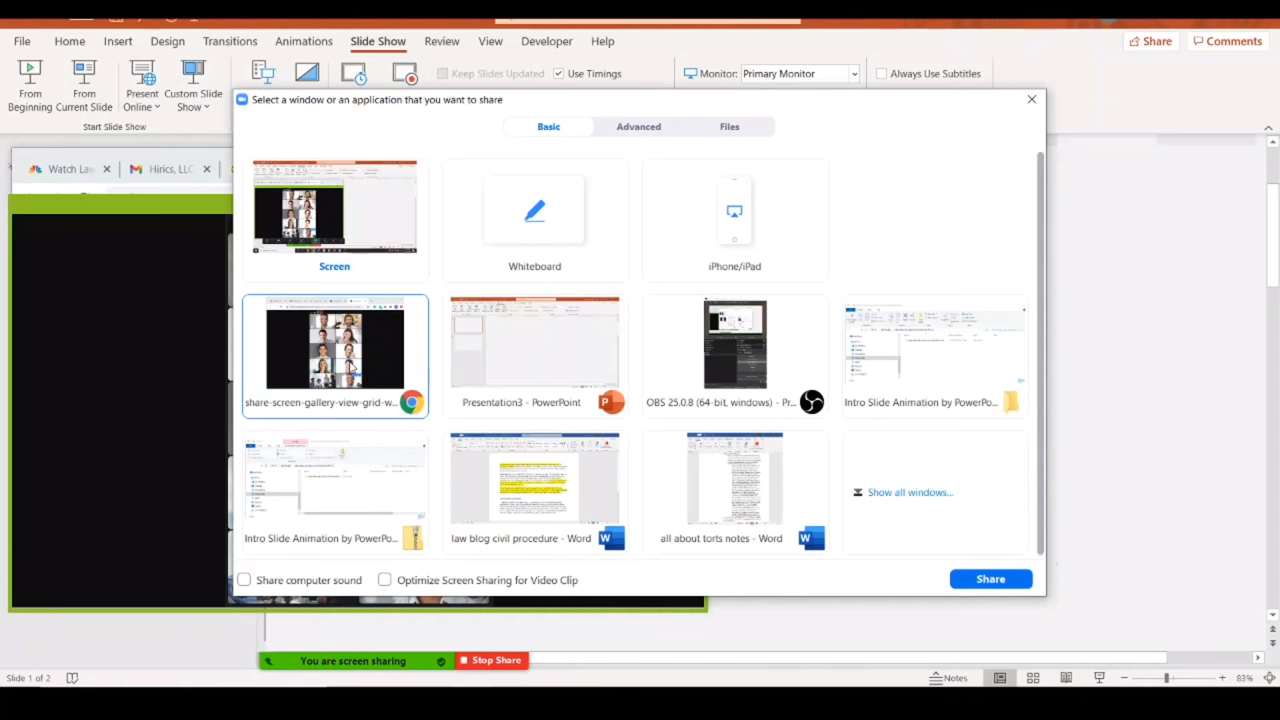 File Home Insert Design Transitions Animations Slide Show Review View Developer Help Share Comments
Keep Slides Updated Use Timings Monitor: Primary Monitor Always Use Subtitles
From Beginning
From Current Slide
Present Online
Custom Slide Show
Start Slide Show
Select a window or an application that you want to share
Basic Advanced Files
Watch Law
Hirics, LLC
Screen Whiteboard iPhone/iPad
share-screen-gallery-view-grid-w... Presentation3 - PowerPoint OBS 25.0.8 (64-bit, windows) - Pr... Intro Slide Animation by PowerPo...
Intro Slide Animation by PowerPo... law blog civil procedure - Word all about torts notes - Word Show all windows...
Share computer sound Optimize Screen Sharing for Video Clip Share
You are screen sharing Stop Share
Slide 1 of 2 Notes 83%